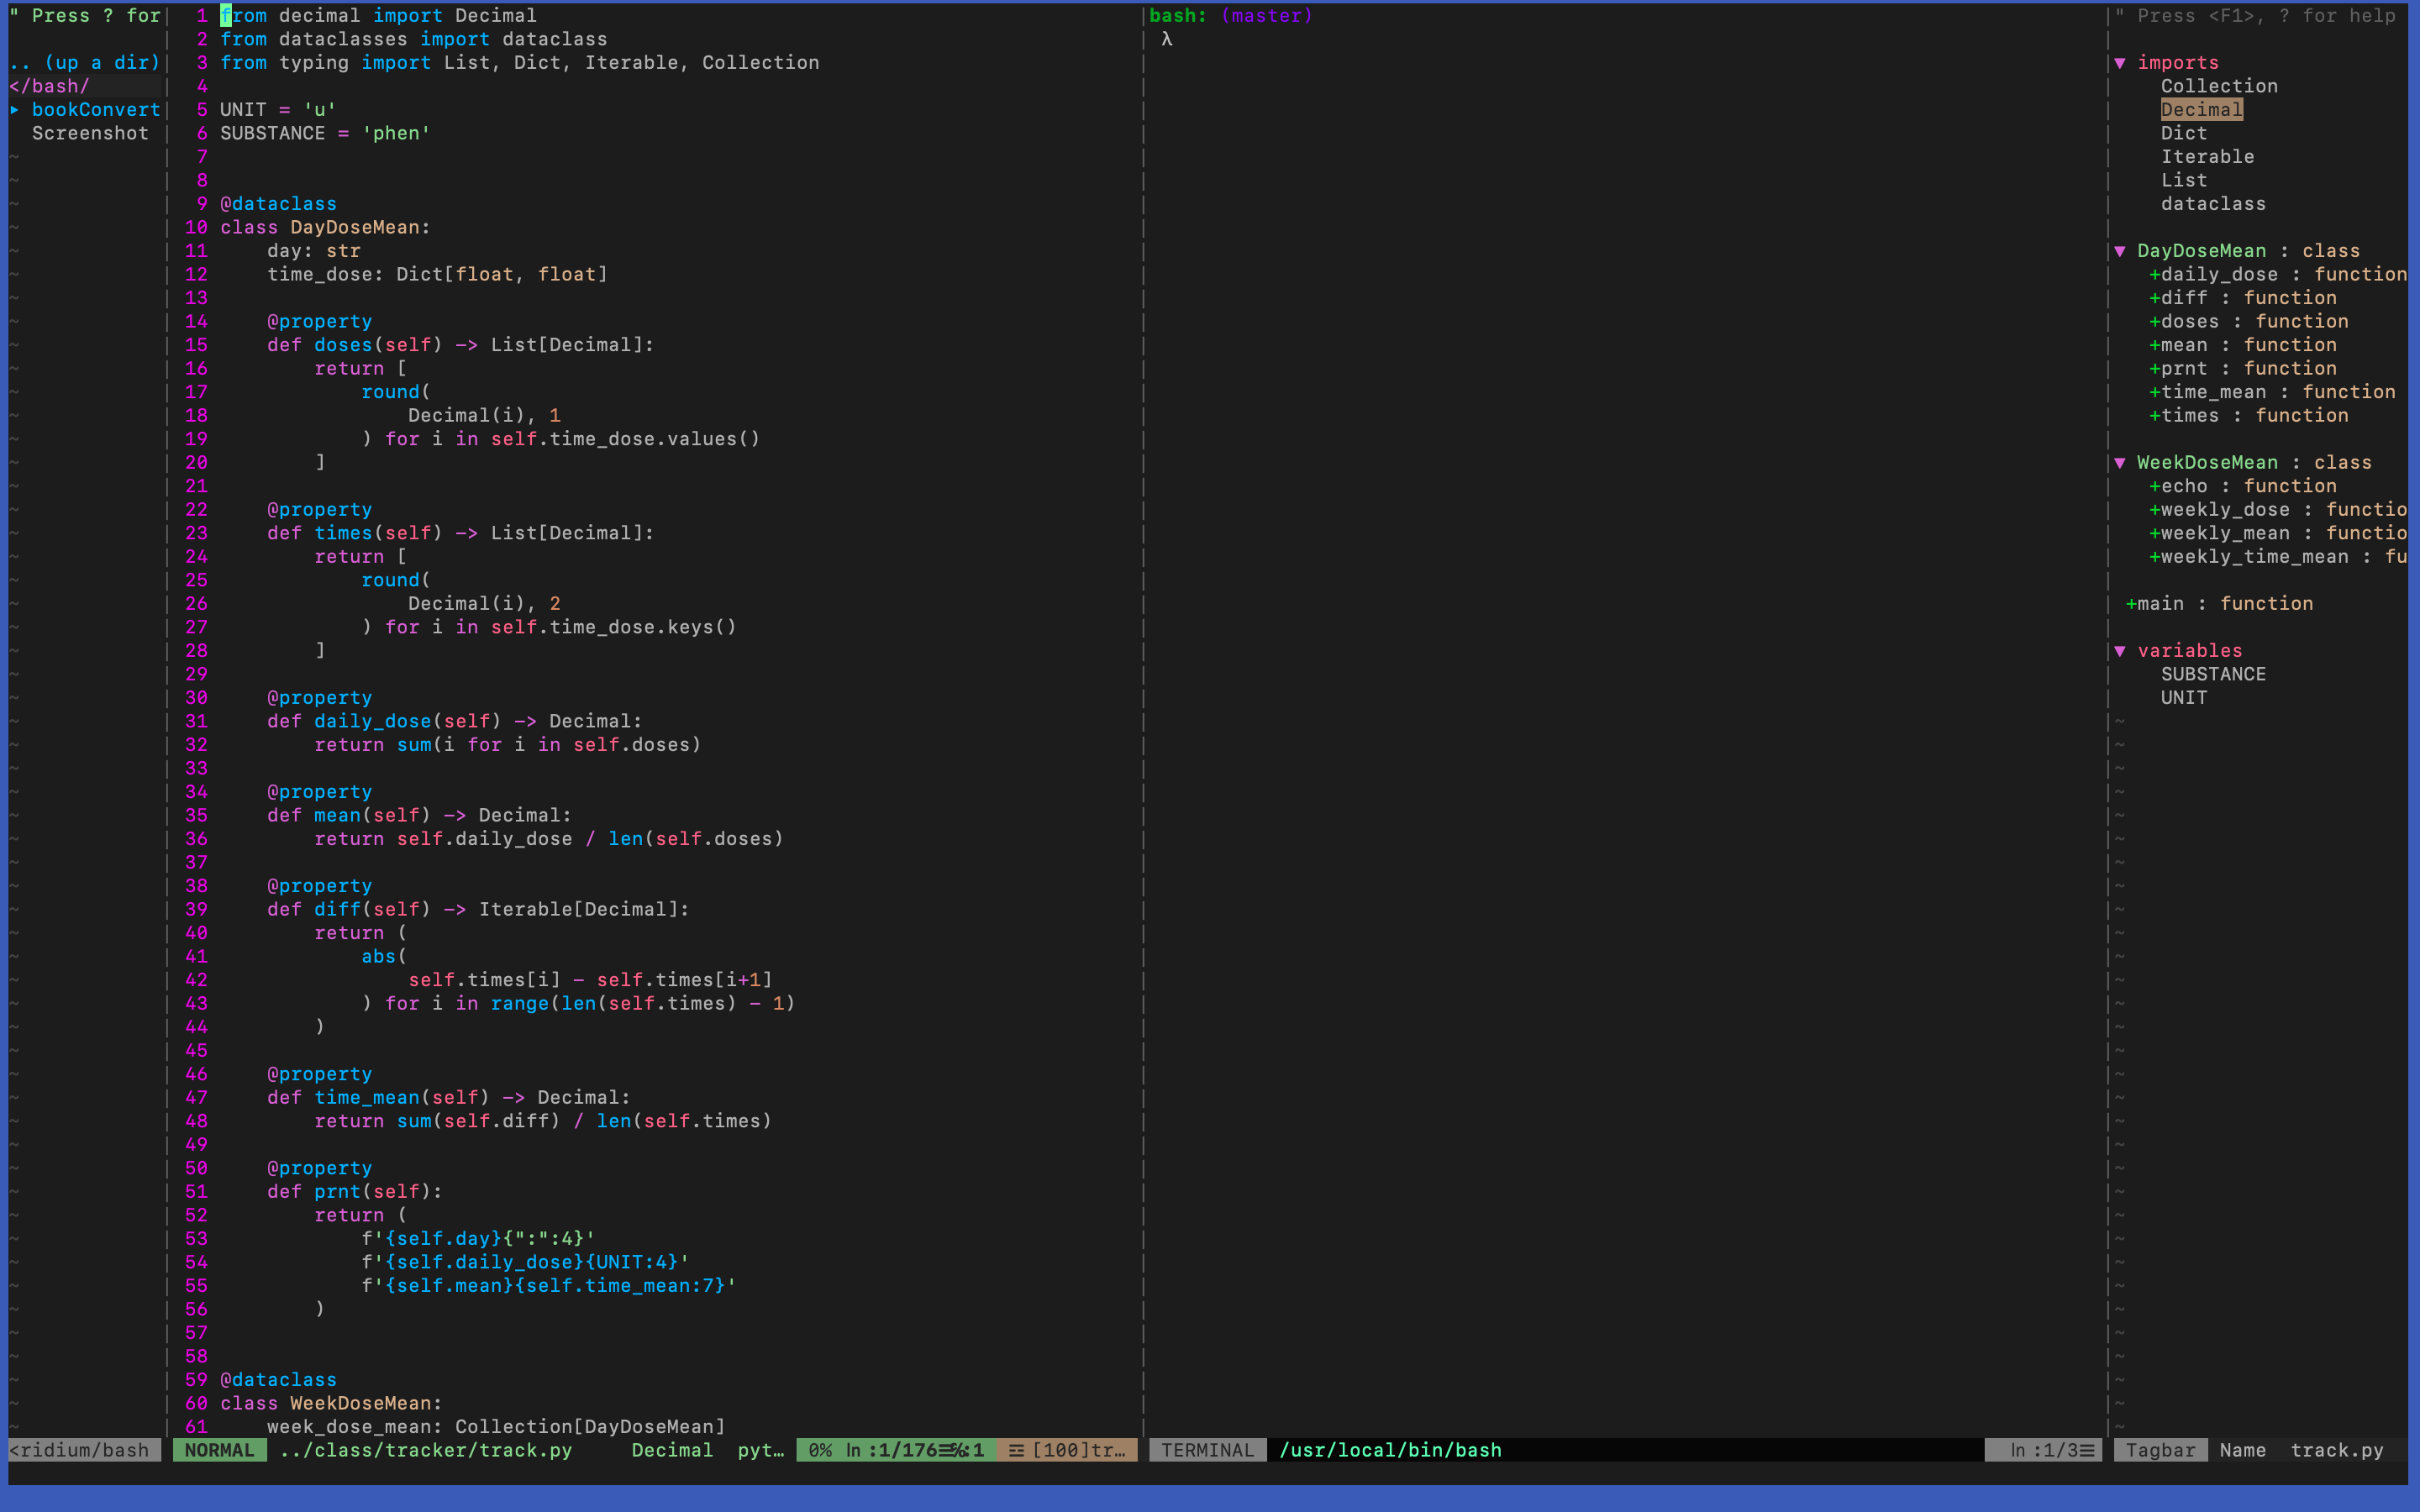 " Press ? for
.. (up a dir)
</bash/
▸ bookConvert
Screenshot
1 from decimal import Decimal
2 from dataclasses import dataclass
3 from typing import List, Dict, Iterable, Collection
4
5 UNIT = 'u'
6 SUBSTANCE = 'phen'
7
8
9 @dataclass
10 class DayDoseMean:
11     day: str
12     time_dose: Dict[float, float]
13
14     @property
15     def doses(self) -> List[Decimal]:
16         return [
17             round(
18                 Decimal(i), 1
19             ) for i in self.time_dose.values()
20         ]
21
22     @property
23     def times(self) -> List[Decimal]:
24         return [
25             round(
26                 Decimal(i), 2
27             ) for i in self.time_dose.keys()
28         ]
29
30     @property
31     def daily_dose(self) -> Decimal:
32         return sum(i for i in self.doses)
33
34     @property
35     def mean(self) -> Decimal:
36         return self.daily_dose / len(self.doses)
37
38     @property
39     def diff(self) -> Iterable[Decimal]:
40         return (
41             abs(
42                 self.times[i] - self.times[i+1]
43             ) for i in range(len(self.times) - 1)
44         )
45
46     @property
47     def time_mean(self) -> Decimal:
48         return sum(self.diff) / len(self.times)
49
50     @property
51     def prnt(self):
52         return (
53             f'{self.day}{":":4}'
54             f'{self.daily_dose}{UNIT:4}'
55             f'{self.mean}{self.time_mean:7}'
56         )
57
58
59 @dataclass
60 class WeekDoseMean:
61     week_dose_mean: Collection[DayDoseMean]
bash: (master)
λ
" Press <F1>, ? for help
▼ imports
Collection
Decimal
Dict
Iterable
List
dataclass
▼ DayDoseMean : class
+daily_dose : function
+diff : function
+doses : function
+mean : function
+prnt : function
+time_mean : function
+times : function
▼ WeekDoseMean : class
+echo : function
+weekly_dose : functio
+weekly_mean : functio
+weekly_time_mean : fu
+main : function
▼ variables
SUBSTANCE
UNIT
<ridium/bash NORMAL ../class/tracker/track.py Decimal pyt… 0% ln :1/176☰℅:1 ☲ [100]tr… TERMINAL /usr/local/bin/bash ln :1/3☰ Tagbar Name track.py